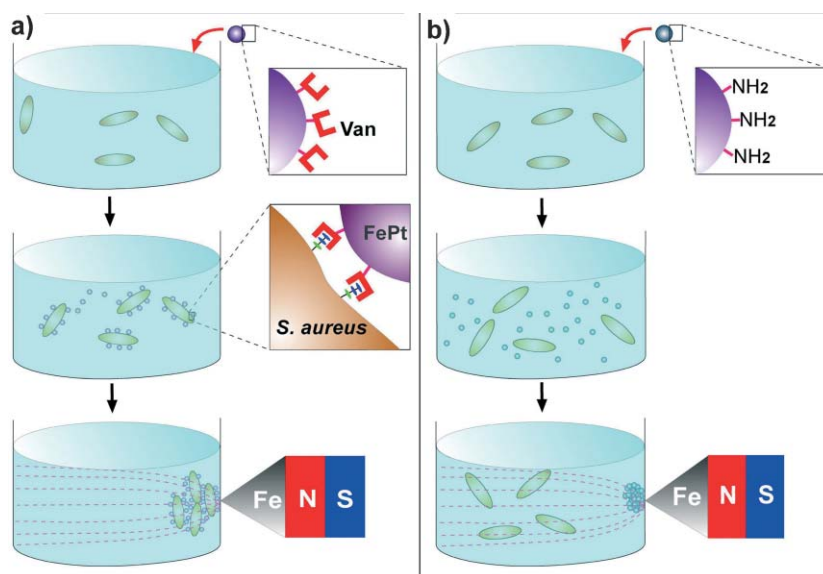 a)
Van
FePt
S. aureus
Fe N S
b)
NH2
NH2
NH2
Fe N S